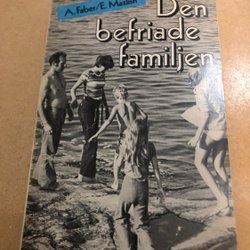 A. Faber/E. Mazlish
Den
befriade
familjen